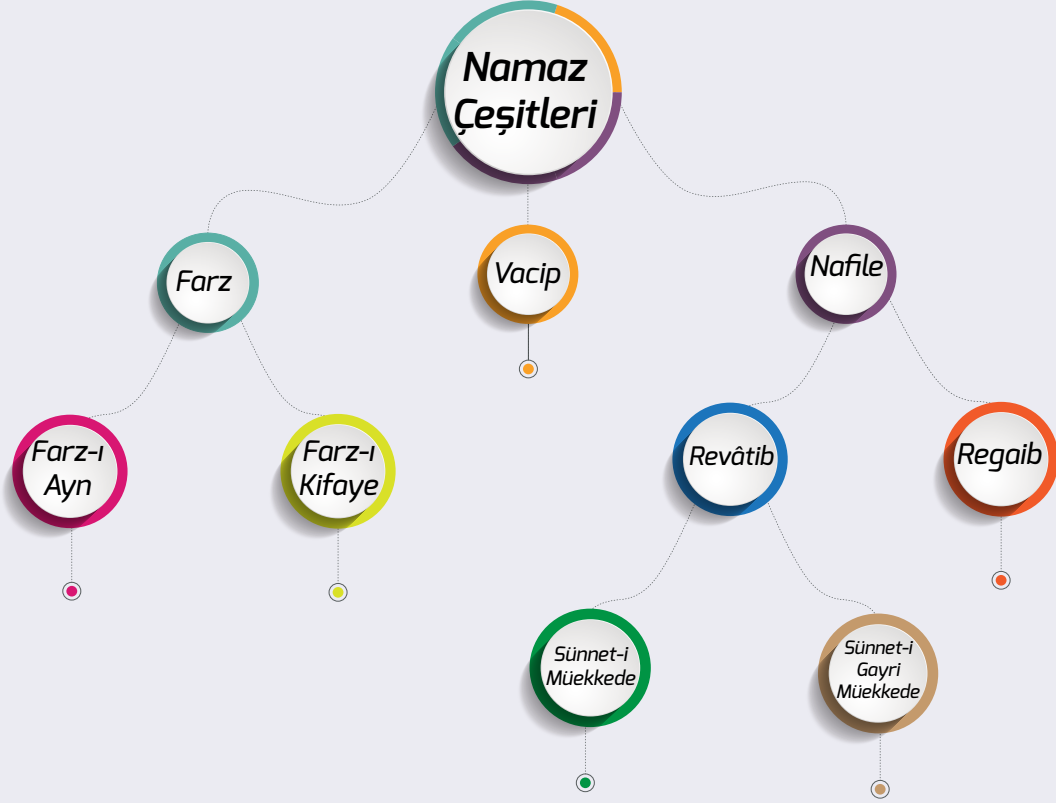 Namaz
Çeşitleri
Farz
Vacip
Nafile
Farz-ı
Ayn
Farz-ı
Kifaye
Revâtib
Regaib
Sünnet-i
Müekkede
Sünnet-i
Gayri
Müekkede